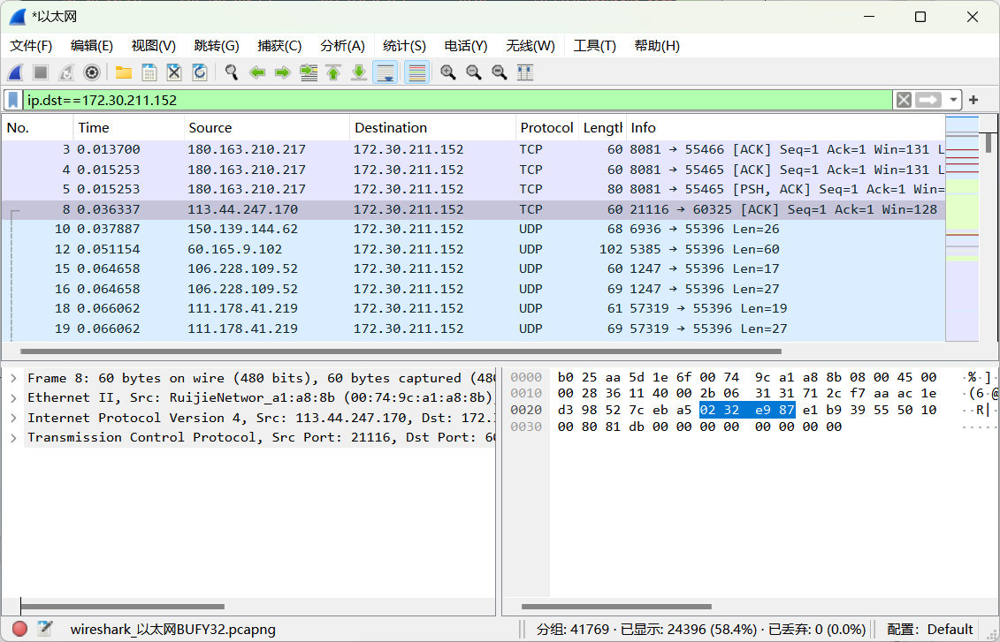 *以太网
文件(F) 编辑(E) 视图(V) 跳转(G) 捕获(C) 分析(A) 统计(S) 电话(Y) 无线(W) 工具(T) 帮助(H)
ip.dst==172.30.211.152
No. Time Source Destination Protocol Length Info
3 0.013700 180.163.210.217 172.30.211.152 TCP 60 8081 → 55466 [ACK] Seq=1 Ack=1 Win=131 L
4 0.015253 180.163.210.217 172.30.211.152 TCP 60 8081 → 55465 [ACK] Seq=1 Ack=1 Win=131 L
5 0.015253 180.163.210.217 172.30.211.152 TCP 80 8081 → 55465 [PSH, ACK] Seq=1 Ack=1 Win=
8 0.036337 113.44.247.170 172.30.211.152 TCP 60 21116 → 60325 [ACK] Seq=1 Ack=1 Win=128
10 0.037887 150.139.144.62 172.30.211.152 UDP 68 6936 → 55396 Len=26
12 0.051154 60.165.9.102 172.30.211.152 UDP 102 5385 → 55396 Len=60
15 0.064658 106.228.109.52 172.30.211.152 UDP 60 1247 → 55396 Len=17
16 0.064658 106.228.109.52 172.30.211.152 UDP 69 1247 → 55396 Len=27
18 0.066062 111.178.41.219 172.30.211.152 UDP 61 57319 → 55396 Len=19
19 0.066062 111.178.41.219 172.30.211.152 UDP 69 57319 → 55396 Len=27
Frame 8: 60 bytes on wire (480 bits), 60 bytes captured (480
Ethernet II, Src: RuijieNetwor_a1:a8:8b (00:74:9c:a1:a8:8b),
Internet Protocol Version 4, Src: 113.44.247.170, Dst: 172.
Transmission Control Protocol, Src Port: 21116, Dst Port: 60
0000 b0 25 aa 5d 1e 6f 00 74 9c a1 a8 8b 08 00 45 00 ·%·]·
0010 00 28 36 11 40 00 2b 06 31 31 71 2c f7 aa ac 1e ·(6·@
0020 d3 98 52 7c eb a5 02 32 e9 87 e1 b9 39 55 50 10 ··R|·
0030 00 80 81 db 00 00 00 00 00 00 00 00 ·····
wireshark_以太网BUFY32.pcapng 分组: 41769 · 已显示: 24396 (58.4%) · 已丢弃: 0 (0.0%) 配置: Default